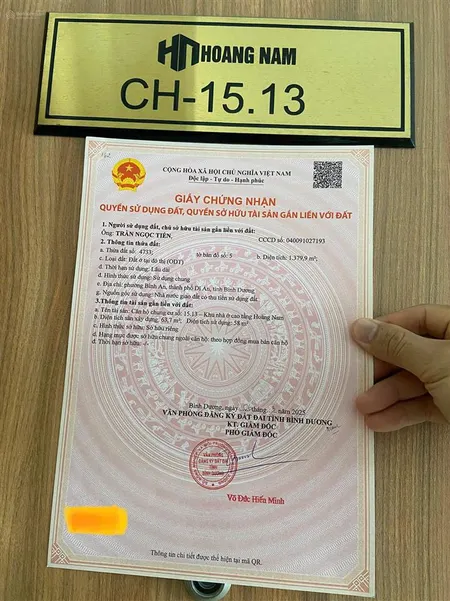 HN HOANG NAM
CH-15.13
CỘNG HÒA XÃ HỘI CHỦ NGHĨA VIỆT NAM
Độc lập - Tự do - Hạnh phúc
GIẤY CHỨNG NHẬN
QUYỀN SỬ DỤNG ĐẤT, QUYỀN SỞ HỮU TÀI SẢN GẮN LIỀN VỚI ĐẤT
1. Người sử dụng đất, chủ sở hữu tài sản gắn liền với đất:
Ông: TRẦN NGỌC TIẾN, CCCD số: 040091027193
2. Thông tin thửa đất:
a. Thửa đất số: 4733; tờ bản đồ số: 5 b. Diện tích: 1.379,9 m²;
c. Loại đất: Đất ở tại đô thị (ODT)
d. Thời hạn sử dụng: Lâu dài
đ. Hình thức sử dụng: Sử dụng chung
e. Địa chỉ: phường Bình An, thành phố Dĩ An, tỉnh Bình Dương.
g. Nguồn gốc sử dụng: Nhà nước giao đất có thu tiền sử dụng đất.
3.Thông tin tài sản gắn liền với đất:
a. Tên tài sản: Căn hộ chung cư số: 15.13 – Khu nhà ở cao tầng Hoàng Nam
b. Diện tích sàn xây dựng: 63,7 m²; Diện tích sử dụng: 58 m²
c. Hình thức sở hữu: Sở hữu riêng
d. Hạng mục được sở hữu chung ngoài căn hộ: theo hợp đồng mua bán căn hộ
đ. Thời hạn sở hữu:
Bình Dương, ngày tháng năm 2025
VĂN PHÒNG ĐĂNG KÝ ĐẤT ĐAI TỈNH BÌNH DƯƠNG
KT. GIÁM ĐỐC
PHÓ GIÁM ĐỐC
VĂN PHÒNG
ĐĂNG KÝ ĐẤT ĐAI
TỈNH
BÌNH DƯƠNG
Võ Đức Hiếu Minh
Thông tin chi tiết được thể hiện tại mã QR.